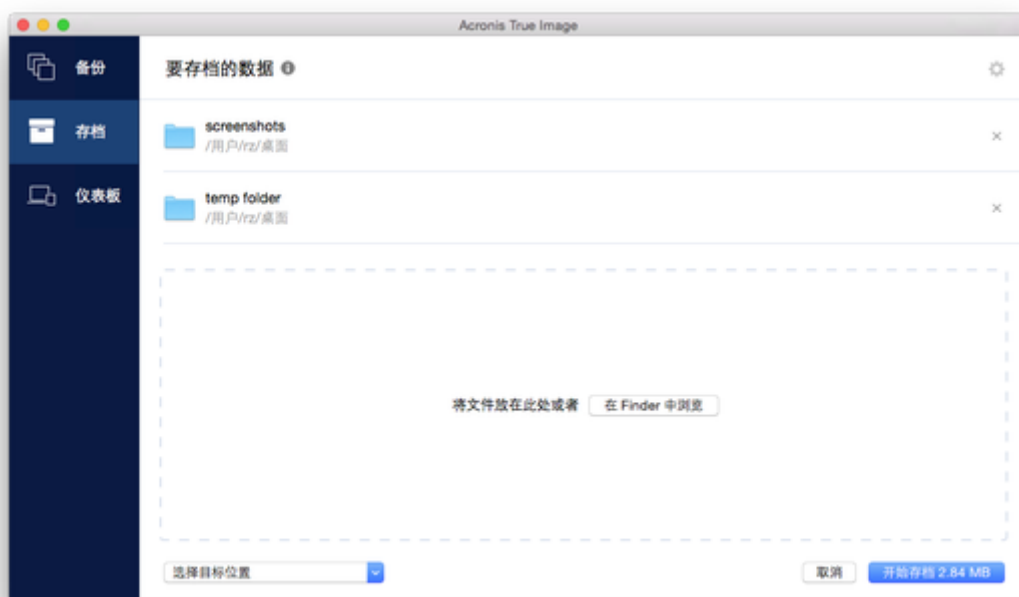 Acronis True Image
备份
存档
仪表板
要存档的数据
screenshots
/用户/rz/桌面
temp folder
/用户/rz/桌面
将文件放在此处或者 在 Finder 中浏览
选择目标位置 取消 开始存档 2.84 MB